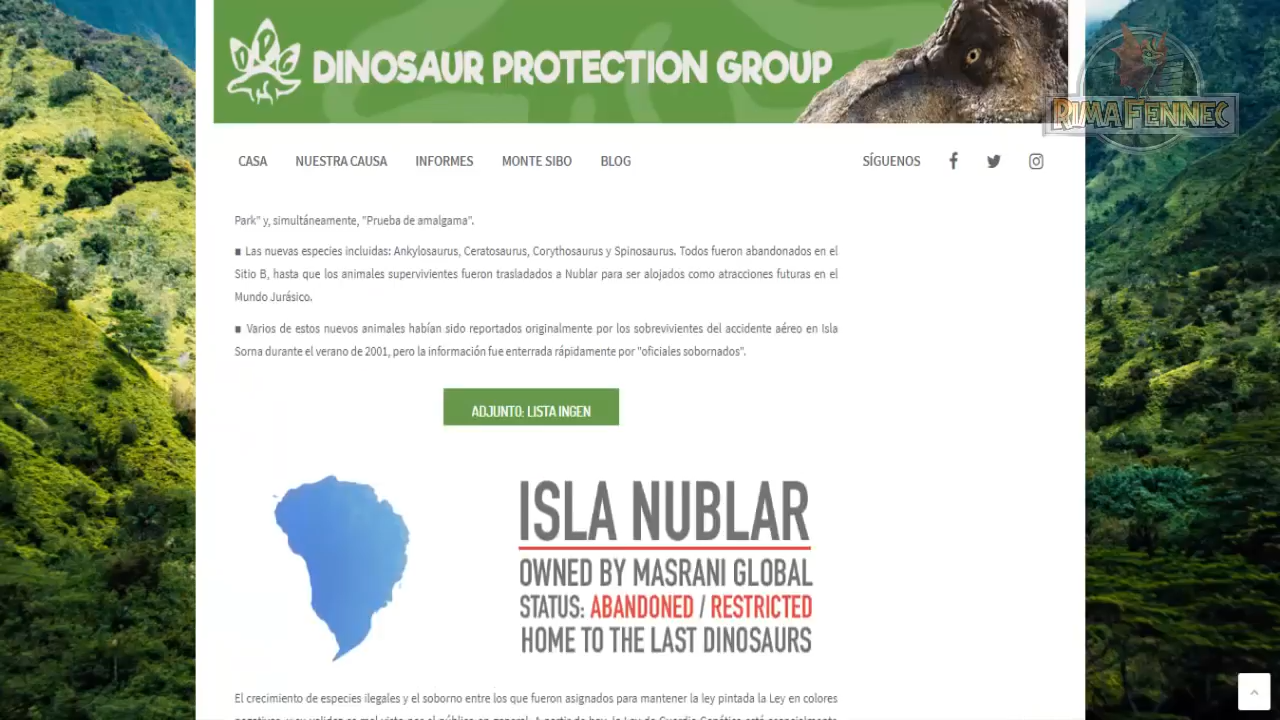 DPG
DINOSAUR PROTECTION GROUP
RIMA FENNEC
CASA NUESTRA CAUSA INFORMES MONTE SIBO BLOG SÍGUENOS
Park" y, simultáneamente, "Prueba de amalgama".
■ Las nuevas especies incluidas: Ankylosaurus, Ceratosaurus, Corythosaurus y Spinosaurus. Todos fueron abandonados en el
Sitio B, hasta que los animales supervivientes fueron trasladados a Nublar para ser alojados como atracciones futuras en el
Mundo Jurásico.
■ Varios de estos nuevos animales habían sido reportados originalmente por los sobrevivientes del accidente aéreo en Isla
Sorna durante el verano de 2001, pero la información fue enterrada rápidamente por "oficiales sobornados".
ADJUNTO: LISTA INGEN
ISLA NUBLAR
OWNED BY MASRANI GLOBAL
STATUS: ABANDONED / RESTRICTED
HOME TO THE LAST DINOSAURS
El crecimiento de especies ilegales y el soborno entre los que fueron asignados para mantener la ley pintada la Ley en colores